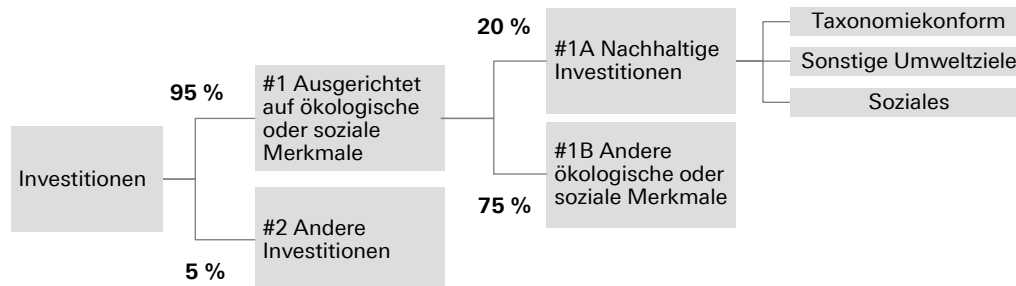 Investitionen
95 %
#1 Ausgerichtet
auf ökologische
oder soziale
Merkmale
5 %
#2 Andere
Investitionen
20 %
#1A Nachhaltige
Investitionen
75 %
#1B Andere
ökologische oder
soziale Merkmale
Taxonomiekonform
Sonstige Umweltziele
Soziales